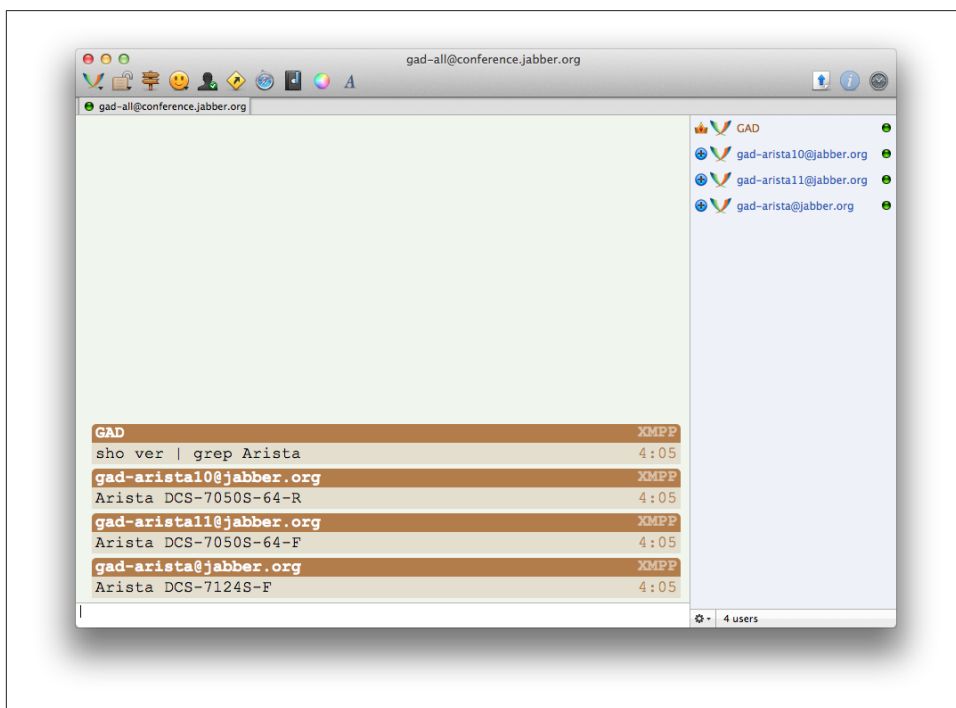 gad-all@conference.jabber.org
A
gad-all@conference.jabber.org
GAD XMPP
sho ver | grep Arista 4:05
gad-arista10@jabber.org XMPP
Arista DCS-7050S-64-R 4:05
gad-arista11@jabber.org XMPP
Arista DCS-7050S-64-F 4:05
gad-arista@jabber.org XMPP
Arista DCS-7124S-F 4:05
GAD
gad-arista10@jabber.org
gad-arista11@jabber.org
gad-arista@jabber.org
4 users